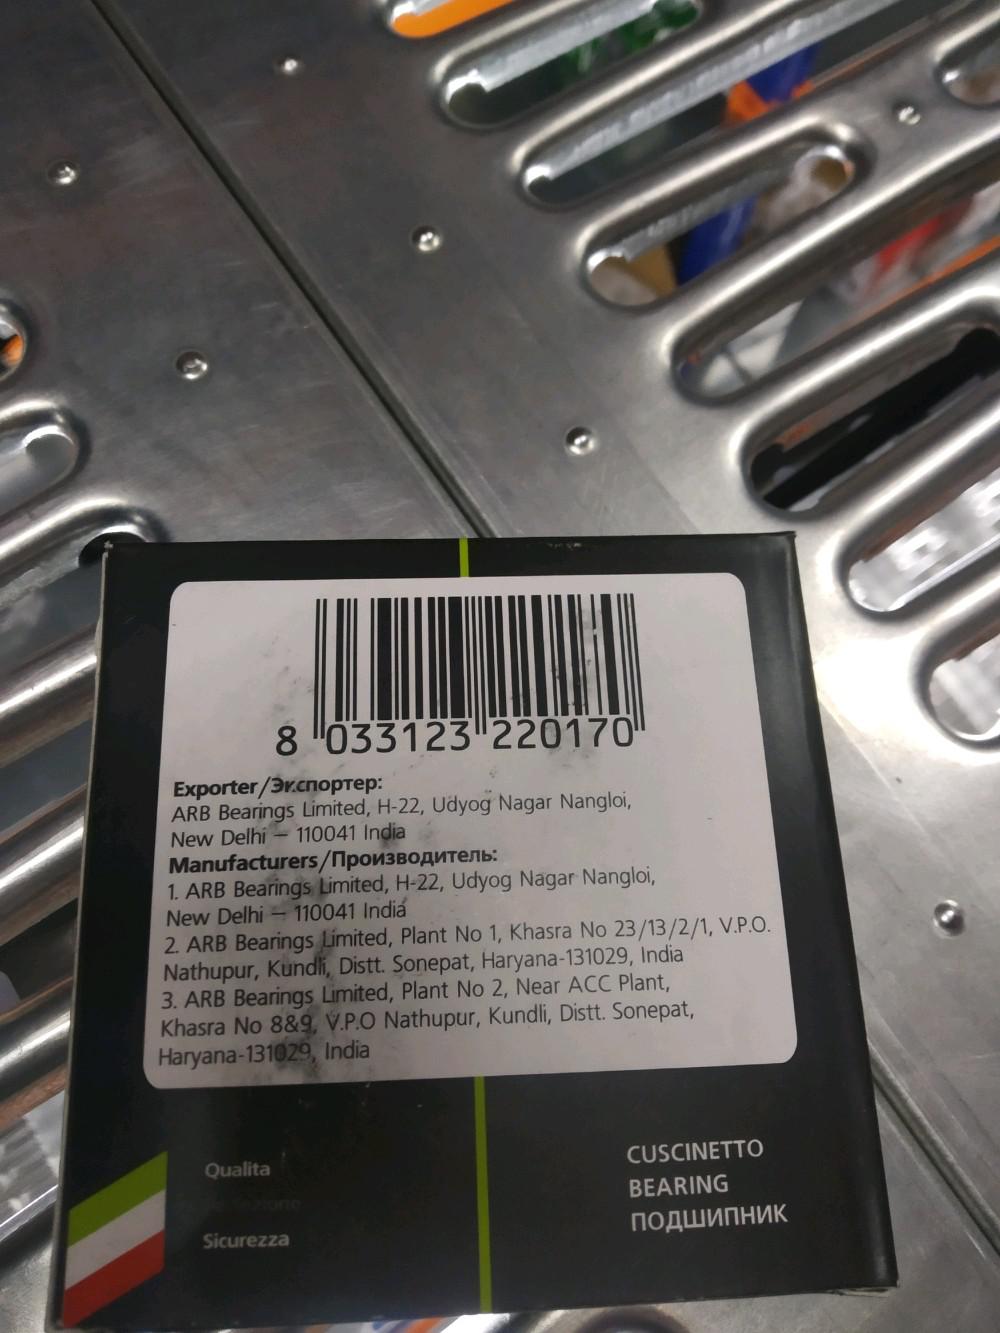 8 033123 220170
Exporter/Экспортер:
ARB Bearings Limited, H-22, Udyog Nagar Nangloi,
New Delhi – 110041 India
Manufacturers/Производитель:
1. ARB Bearings Limited, H-22, Udyog Nagar Nangloi,
New Delhi – 110041 India
2. ARB Bearings Limited, Plant No 1, Khasra No 23/13/2/1, V.P.O.
Nathupur, Kundli, Distt. Sonepat, Haryana-131029, India
3. ARB Bearings Limited, Plant No 2, Near ACC Plant,
Khasra No 8&9, V.P.O Nathupur, Kundli, Distt. Sonepat,
Haryana-131029, India
Qualita
Sicurezza
CUSCINETTO
BEARING
ПОДШИПНИК